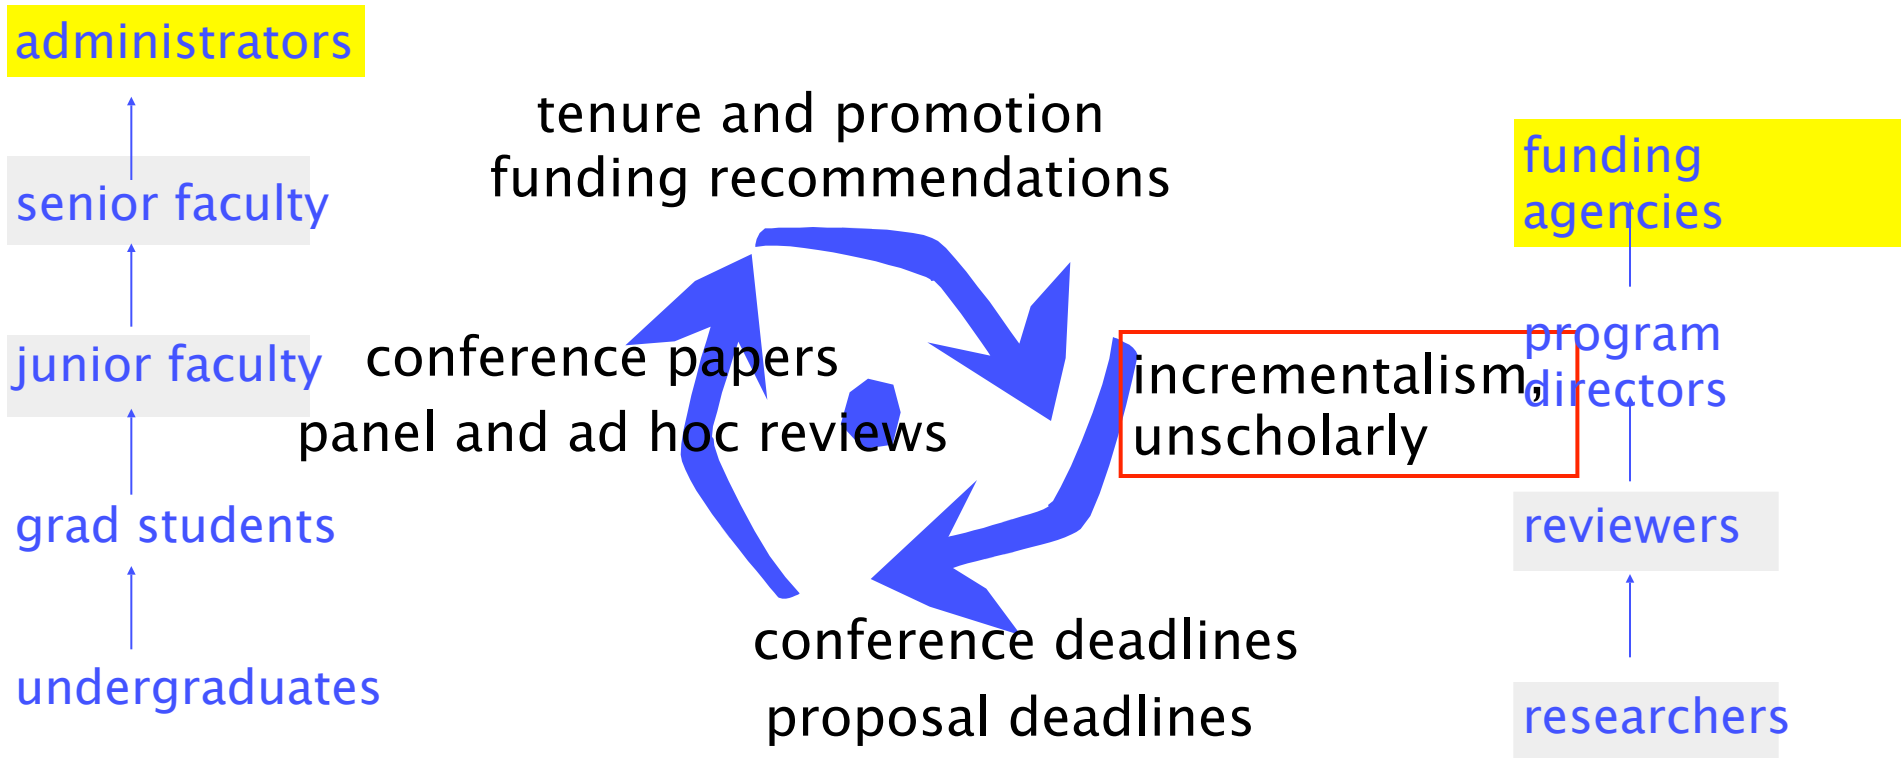 administrators
senior faculty
junior faculty
grad students
undergraduates
tenure and promotion
funding recommendations
conference papers
panel and ad hoc reviews
incrementalism,
unscholarly
conference deadlines
proposal deadlines
funding
agencies
program
directors
reviewers
researchers